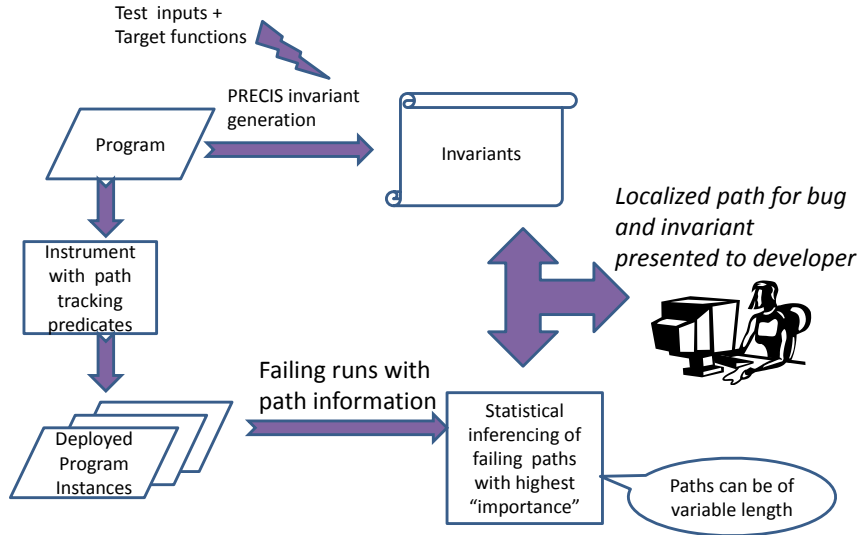 Test inputs +
Target functions
PRECIS invariant
generation
Program
Invariants
Localized path for bug
and invariant
presented to developer
Instrument
with path
tracking
predicates
Failing runs with
path information
Deployed
Program
Instances
Statistical
inferencing of
failing paths
with highest
“importance”
Paths can be of
variable length